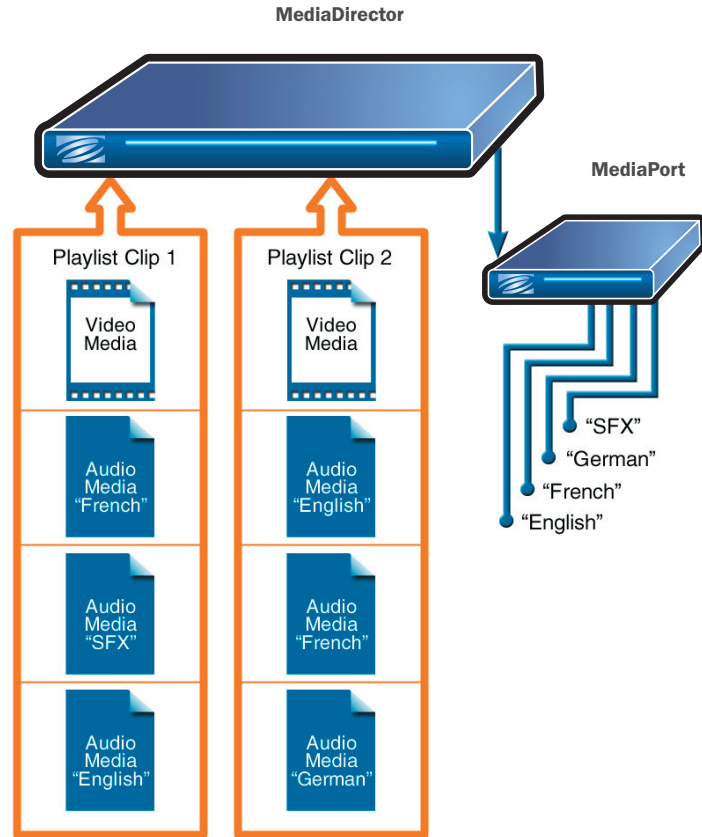 MediaDirector
MediaPort
Playlist Clip 1
Video
Media
Audio
Media
“French”
Audio
Media
“SFX”
Audio
Media
“English”
Playlist Clip 2
Video
Media
Audio
Media
“English”
Audio
Media
“French”
Audio
Media
“German”
“SFX”
“German”
“French”
“English”